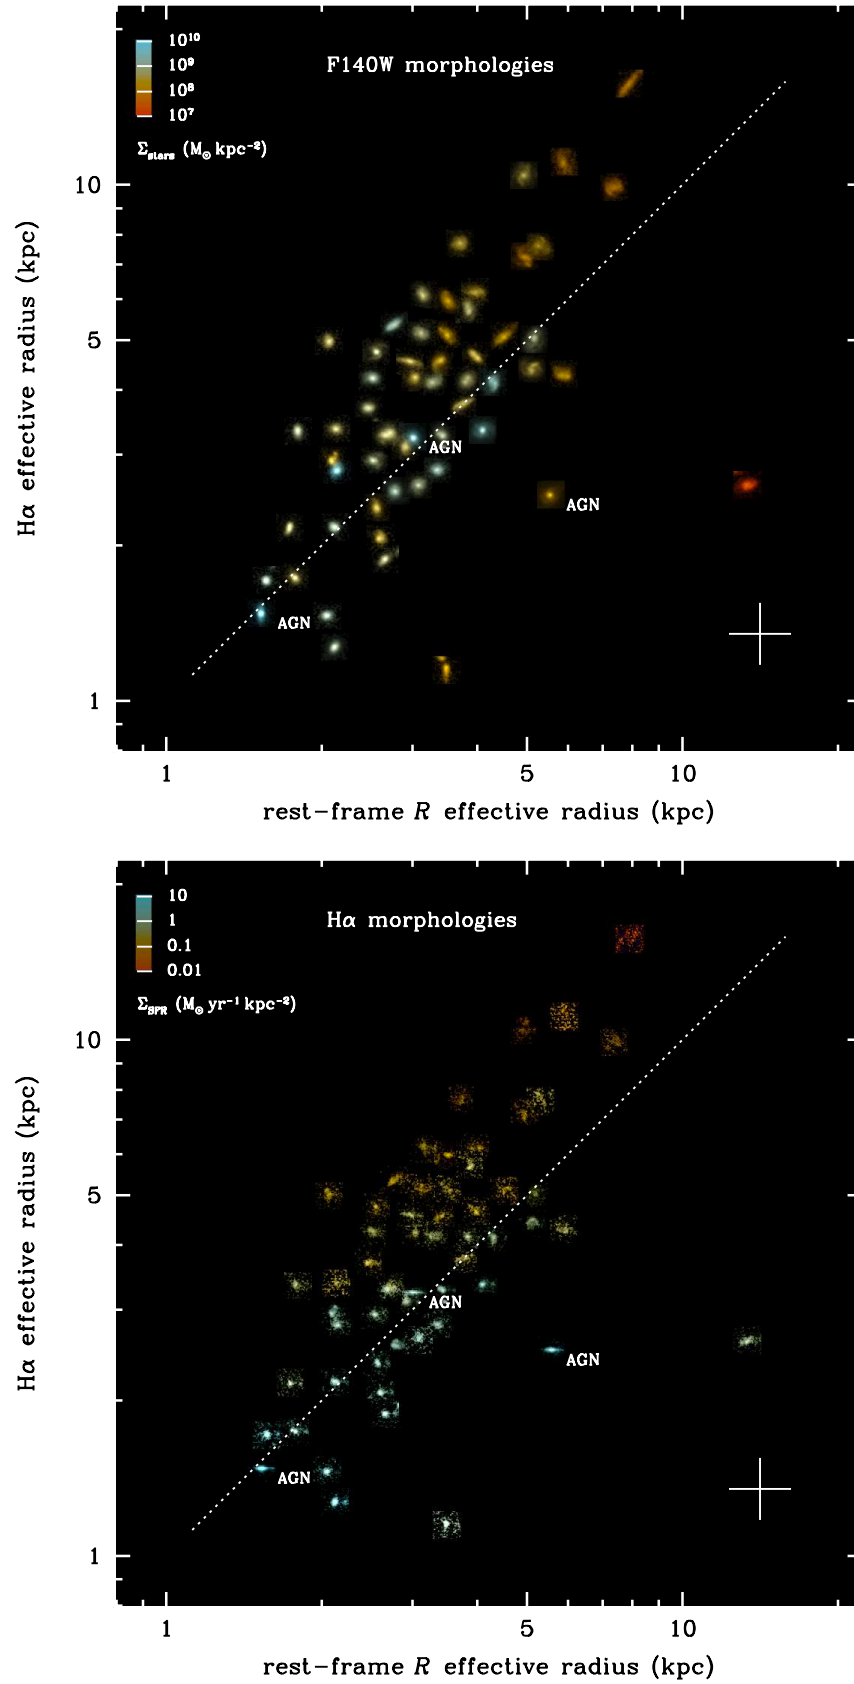 10¹⁰
10⁹
10⁸
10⁷
Σstars (M⊙ kpc⁻²)
F140W morphologies
AGN
AGN
AGN
Hα effective radius (kpc)
10
5
1
1 5 10
rest−frame R effective radius (kpc)
10
1
0.1
0.01
ΣSFR (M⊙ yr⁻¹ kpc⁻²)
Hα morphologies
AGN
AGN
AGN
Hα effective radius (kpc)
10
5
1
1 5 10
rest−frame R effective radius (kpc)